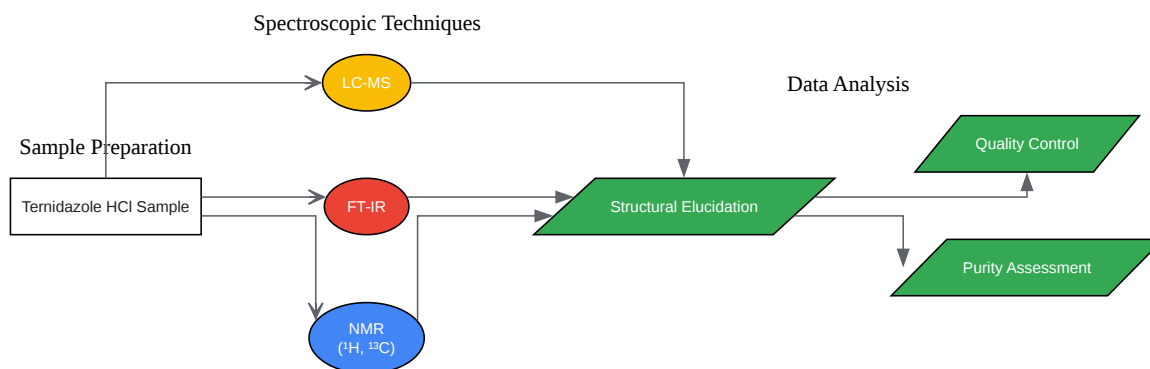 Spectroscopic Techniques
LC-MS
Data Analysis
Sample Preparation
Quality Control
Ternidazole HCl Sample
FT-IR
Structural Elucidation
Purity Assessment
NMR
(¹H, ¹³C)